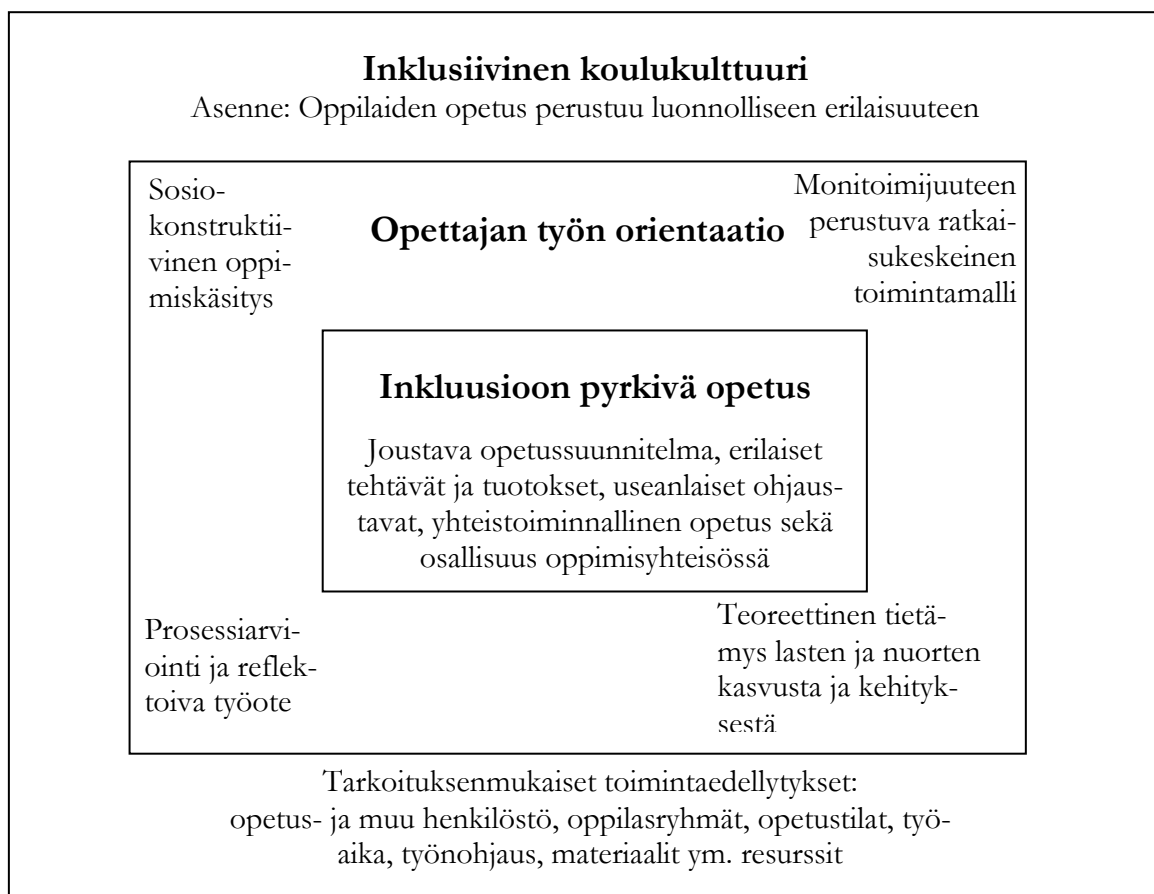 Inklusiivinen koulukulttuuri
Asenne: Oppilaiden opetus perustuu luonnolliseen erilaisuuteen
Sosio-
konstruktii-
vinen oppi-
miskäsitys
Opettajan työn orientaatio
Monitoimijuuteen
perustuva ratkai-
sukeskeinen
toimintamalli
Inkluusioon pyrkivä opetus
Joustava opetussuunnitelma, erilaiset
tehtävät ja tuotokset, useanlaiset ohjaus-
tavat, yhteistoiminnallinen opetus sekä
osallisuus oppimisyhteisössä
Prosessiarvi-
ointi ja reflek-
toiva työote
Teoreettinen tietä-
mys lasten ja nuorten
kasvusta ja kehityk-
sestä
Tarkoituksenmukaiset toimintaedellytykset:
opetus- ja muu henkilöstö, oppilasryhmät, opetustilat, työ-
aika, työnohjaus, materiaalit ym. resurssit